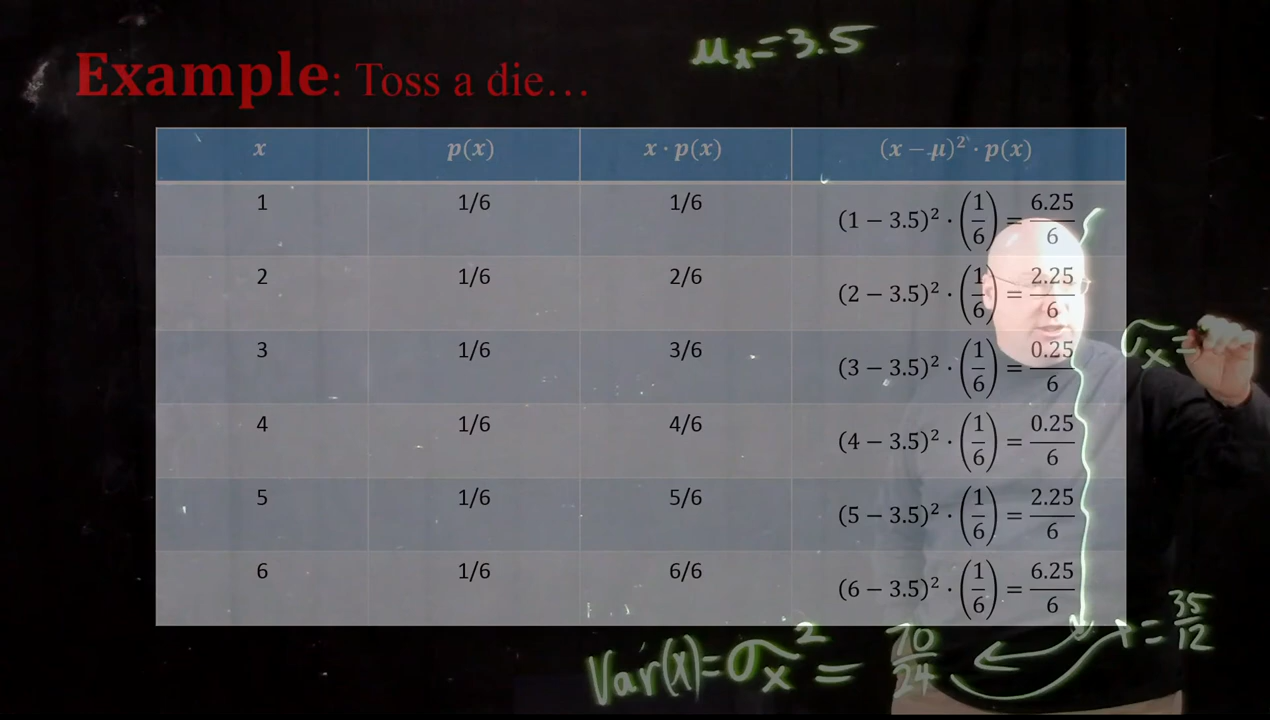 μₓ=3.5
Example: Toss a die…
x p(x) x · p(x) (x − μ)² · p(x)
1 1/6 1/6 (1 − 3.5)² · (1/6) = 6.25/6
2 1/6 2/6 (2 − 3.5)² · (1/6) = 2.25/6
3 1/6 3/6 (3 − 3.5)² · (1/6) = 0.25/6
σₓ=
4 1/6 4/6 (4 − 3.5)² · (1/6) = 0.25/6
5 1/6 5/6 (5 − 3.5)² · (1/6) = 2.25/6
6 1/6 6/6 (6 − 3.5)² · (1/6) = 6.25/6
Var(x)=σₓ² = 70/24 = 35/12